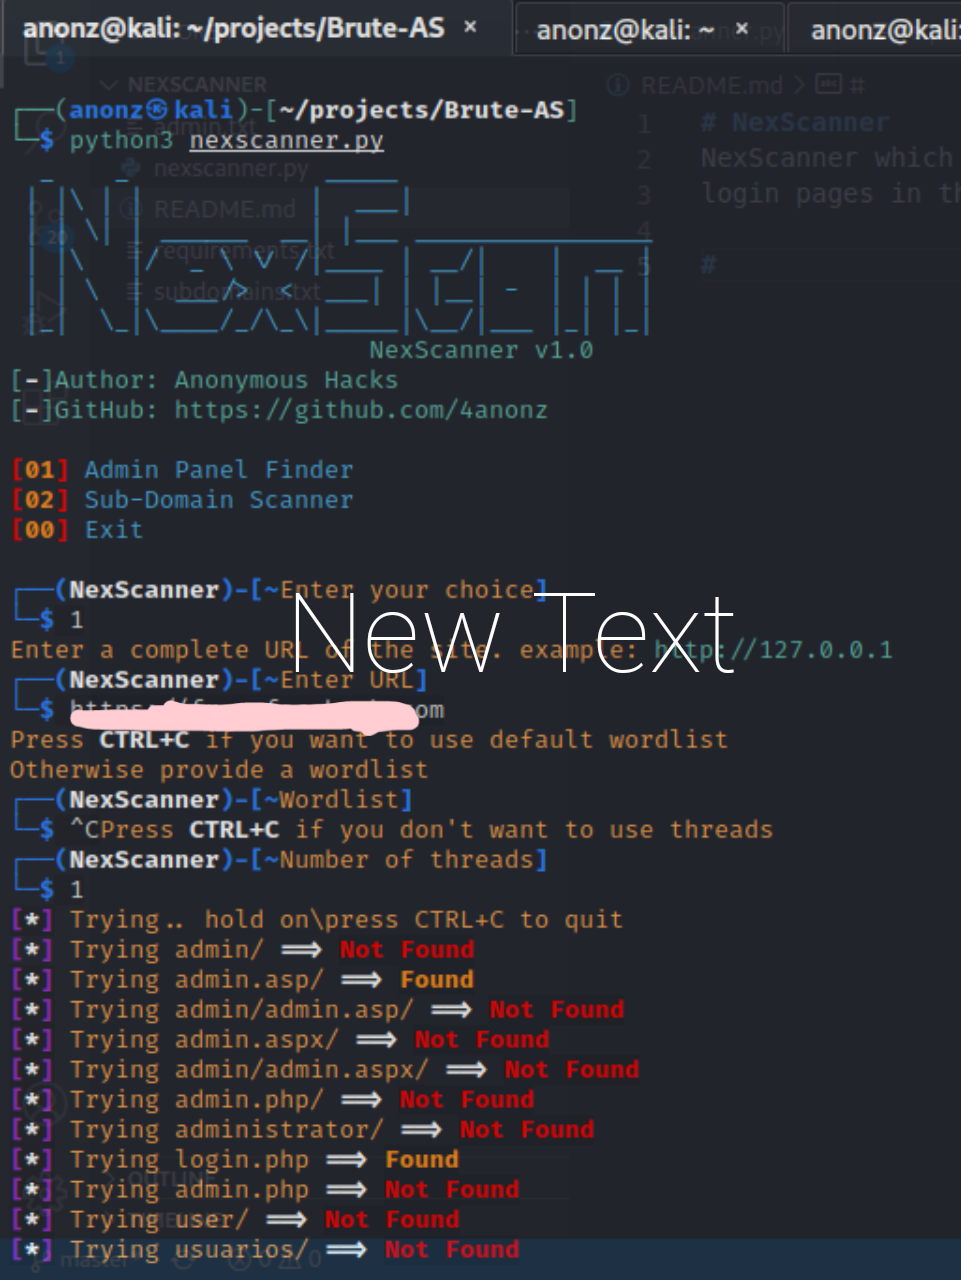 anonz@kali: ~/projects/Brute-AS × anonz@kali: ~ × anonz@kali:
NEXSCANNER
README.md > #
(anonz㉿kali)-[~/projects/Brute-AS]
admin.txt
1 # NexScanner
$ python3 nexscanner.py
2 NexScanner which
nexscanner.py
3 login pages in th
README.md
4
requirements.txt
5 #
subdomains.txt
NexScan
NexScanner v1.0
[-]Author: Anonymous Hacks
[-]GitHub: https://github.com/4anonz
[01] Admin Panel Finder
[02] Sub-Domain Scanner
[00] Exit
(NexScanner)-[~Enter your choice]
$ 1
New Text
Enter a complete URL of the site. example: http://127.0.0.1
(NexScanner)-[~Enter URL]
$ om
Press CTRL+C if you want to use default wordlist
Otherwise provide a wordlist
(NexScanner)-[~Wordlist]
$ ^CPress CTRL+C if you don't want to use threads
(NexScanner)-[~Number of threads]
$ 1
[*] Trying.. hold on\press CTRL+C to quit
[*] Trying admin/ ⟹ Not Found
[*] Trying admin.asp/ ⟹ Found
[*] Trying admin/admin.asp/ ⟹ Not Found
[*] Trying admin.aspx/ ⟹ Not Found
[*] Trying admin/admin.aspx/ ⟹ Not Found
[*] Trying admin.php/ ⟹ Not Found
[*] Trying administrator/ ⟹ Not Found
[*] Trying login.php ⟹ Found
OUTLINE
[*] Trying admin.php ⟹ Not Found
[*] Trying user/ ⟹ Not Found
TIMELINE
[*] Trying usuarios/ ⟹ Not Found
master 0 0